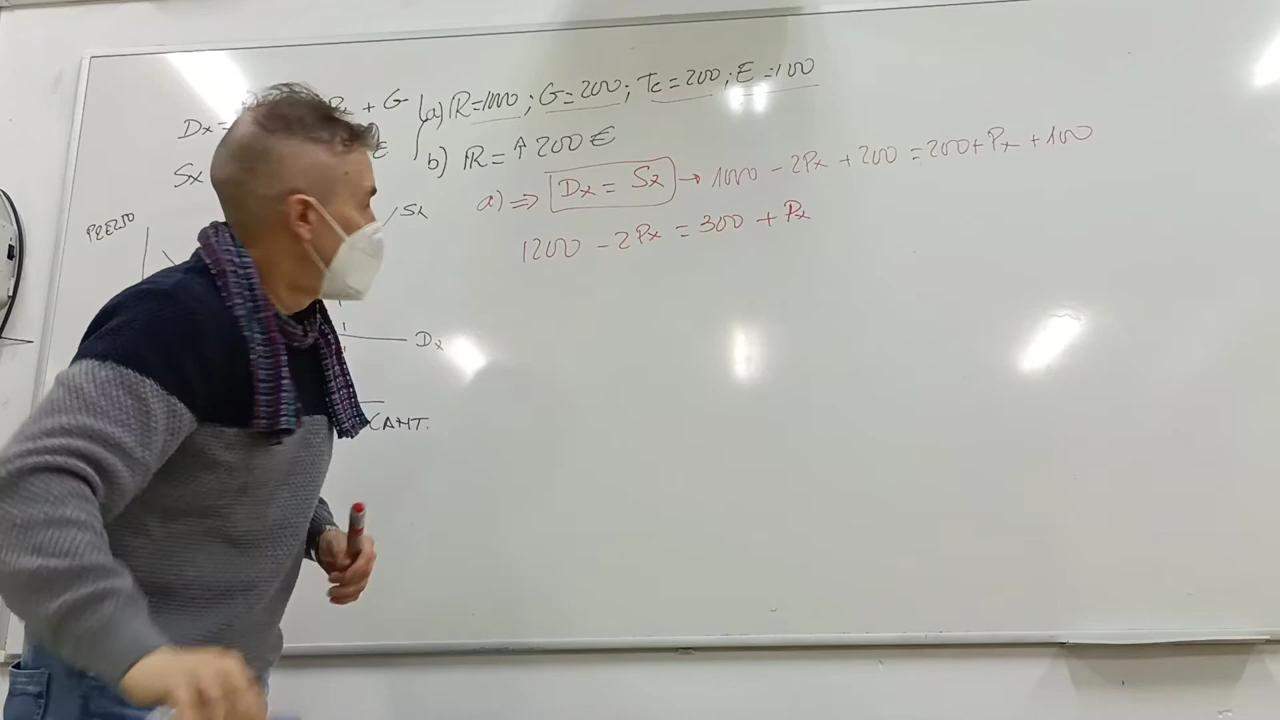 Dx = Px + G (a) R=1000; G=200; Tc=200; E=100
Sx E b) R=↑200€
a) ⇒ Dx = Sx → 1000 - 2Px + 200 = 200 + Px + 100
1200 - 2Px = 300 + Px
PREZZO
Sx
Dx
CANT.